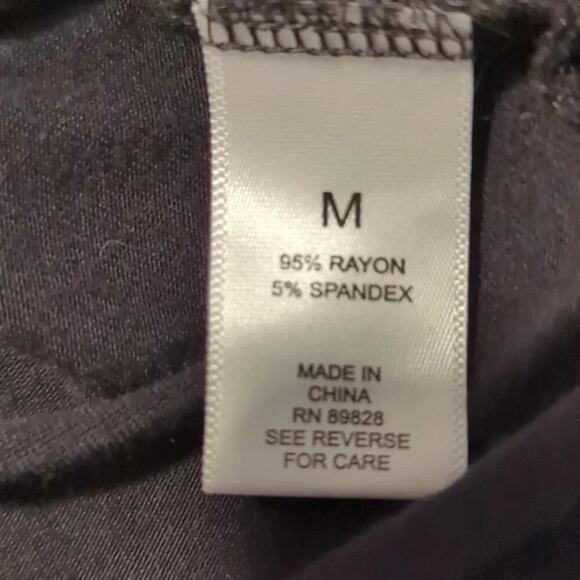 M
95% RAYON
5% SPANDEX
MADE IN
CHINA
RN 89828
SEE REVERSE
FOR CARE